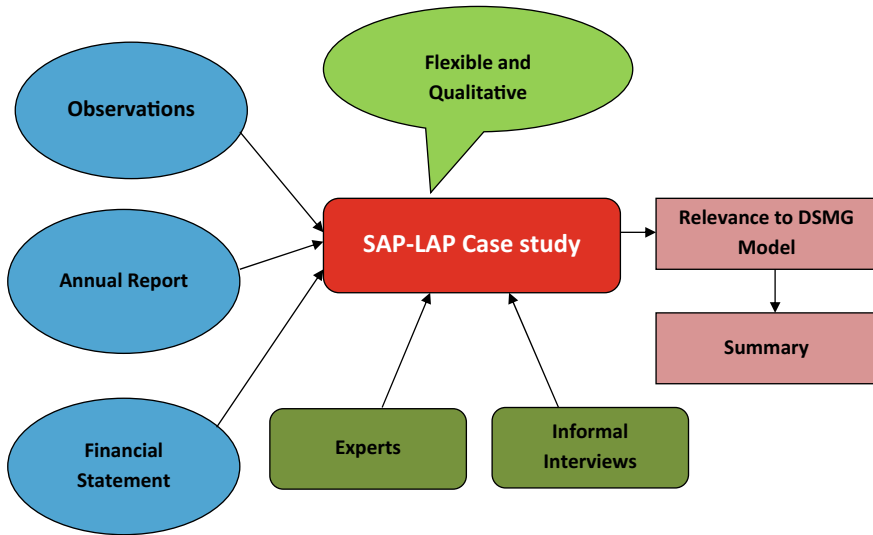 Observations
Flexible and
Qualitative
Annual Report
SAP-LAP Case study
Relevance to DSMG
Model
Summary
Financial
Statement
Experts
Informal
Interviews